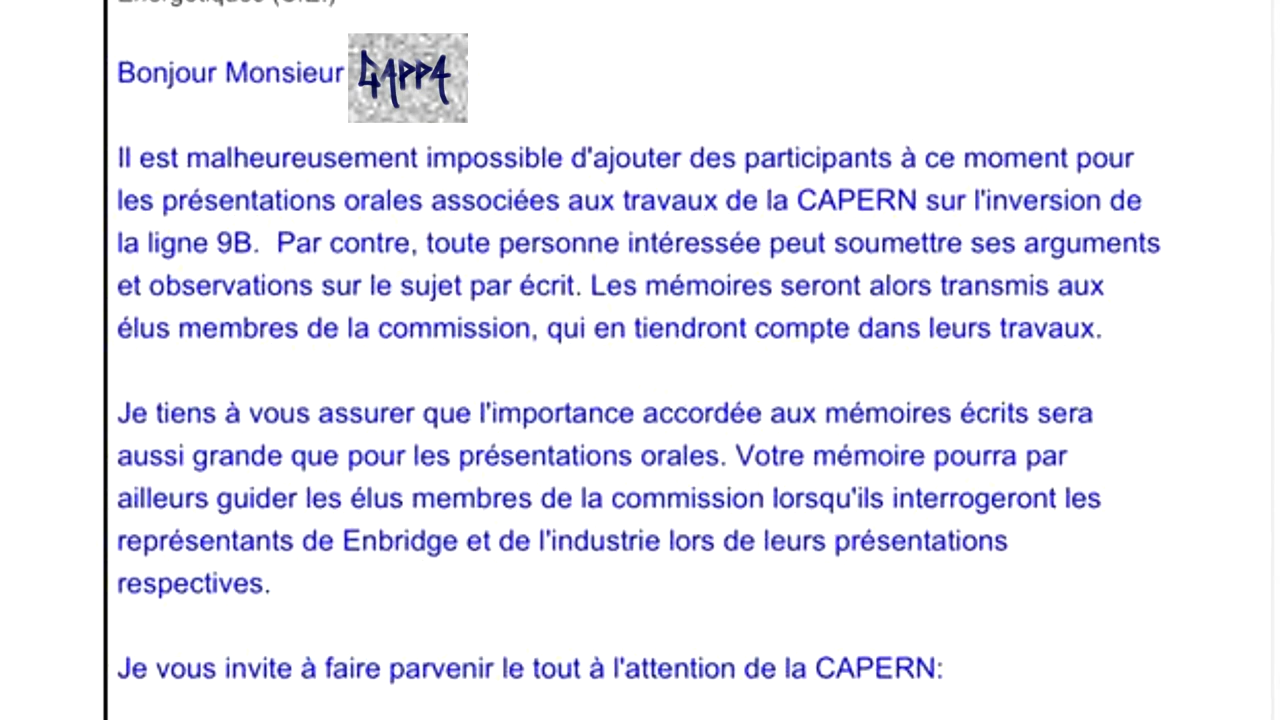 Bonjour Monsieur GAPPA
Il est malheureusement impossible d'ajouter des participants à ce moment pour
les présentations orales associées aux travaux de la CAPERN sur l'inversion de
la ligne 9B.  Par contre, toute personne intéressée peut soumettre ses arguments
et observations sur le sujet par écrit. Les mémoires seront alors transmis aux
élus membres de la commission, qui en tiendront compte dans leurs travaux.
Je tiens à vous assurer que l'importance accordée aux mémoires écrits sera
aussi grande que pour les présentations orales. Votre mémoire pourra par
ailleurs guider les élus membres de la commission lorsqu'ils interrogeront les
représentants de Enbridge et de l'industrie lors de leurs présentations
respectives.
Je vous invite à faire parvenir le tout à l'attention de la CAPERN: